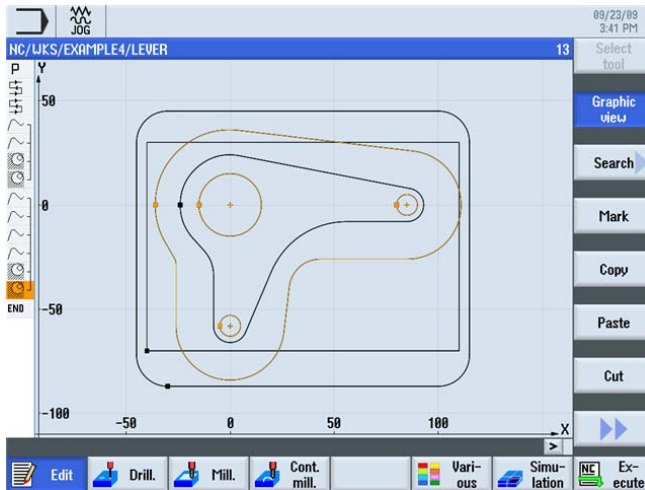 JOG
09/23/09
3:41 PM
NC/WKS/EXAMPLE4/LEVER 13
Select
tool
P Y
50
Graphic
view
Search
0
Mark
Copy
END -50
Paste
Cut
-100
-50 0 50 100 X
>
Edit Drill. Mill. Cont.
mill. Vari-
ous Simu-
lation NC Ex-
ecute